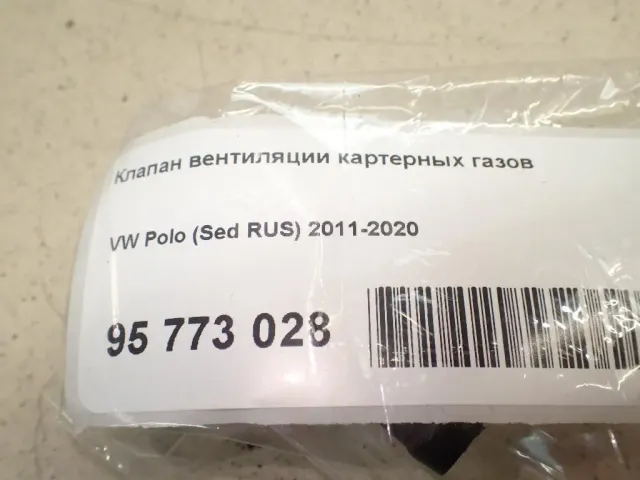 Клапан вентиляции картерных газов
VW Polo (Sed RUS) 2011-2020
95 773 028